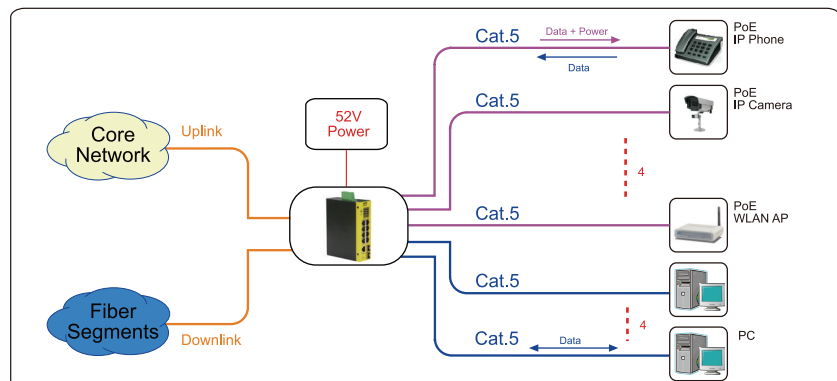 Cat.5
Data + Power
Data
PoE
IP Phone
Cat.5
PoE
IP Camera
52V
Power
Core
Network
Uplink
4
Cat.5
PoE
WLAN AP
Cat.5
Fiber
Segments
Downlink
4
Cat.5
Data
PC